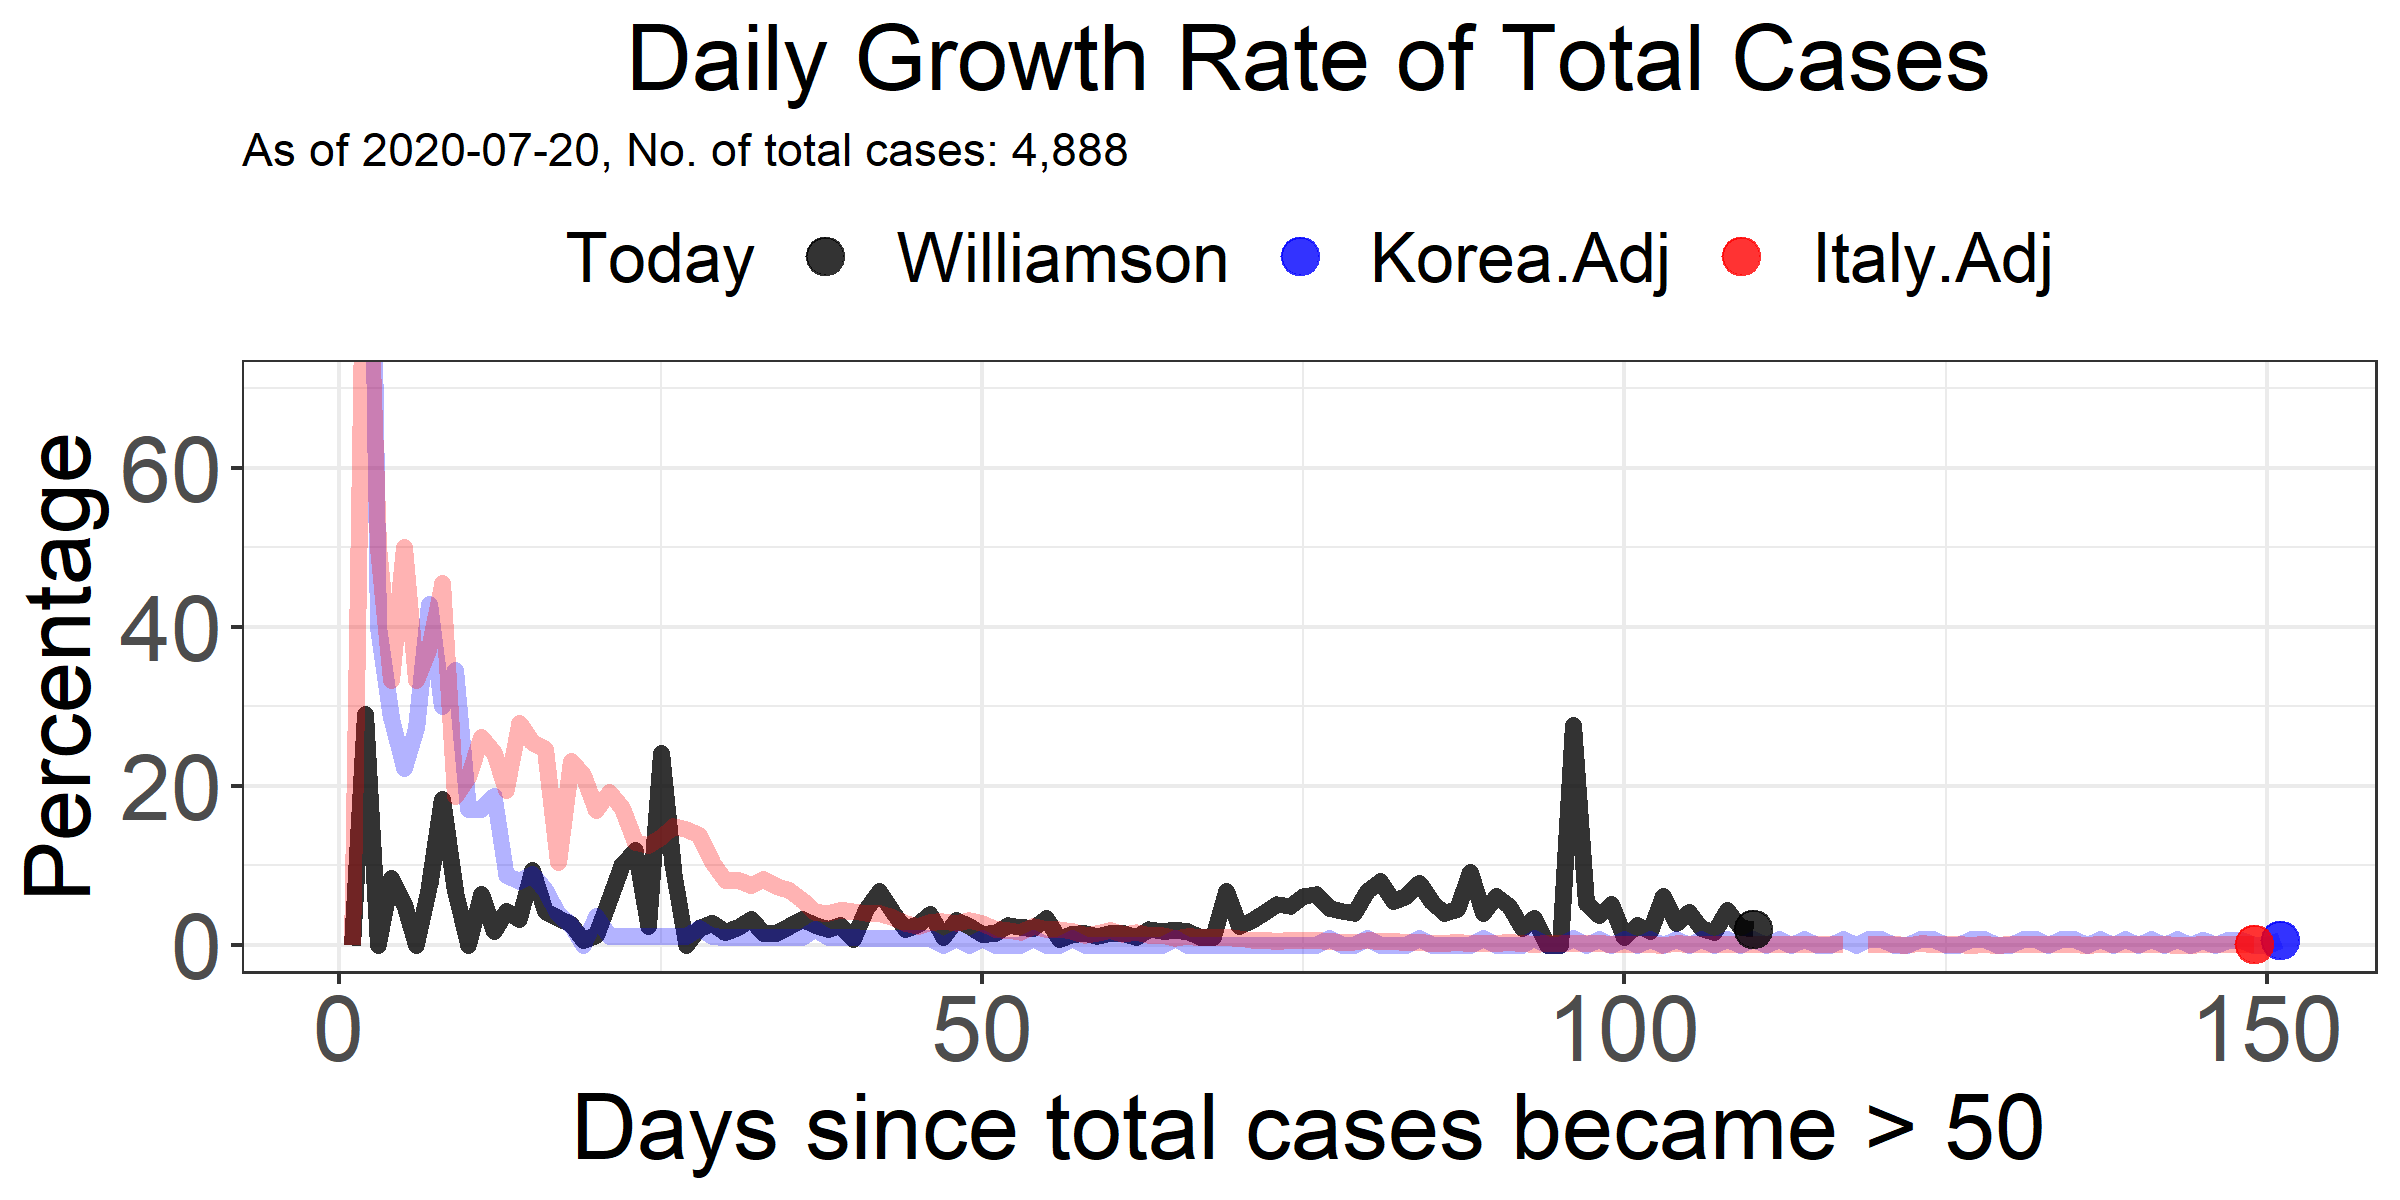 Daily Growth Rate of Total Cases
As of 2020-07-20, No. of total cases: 4,888
Today Williamson Korea.Adj Italy.Adj
Percentage
60
40
20
0
0 50 100 150
Days since total cases became > 50